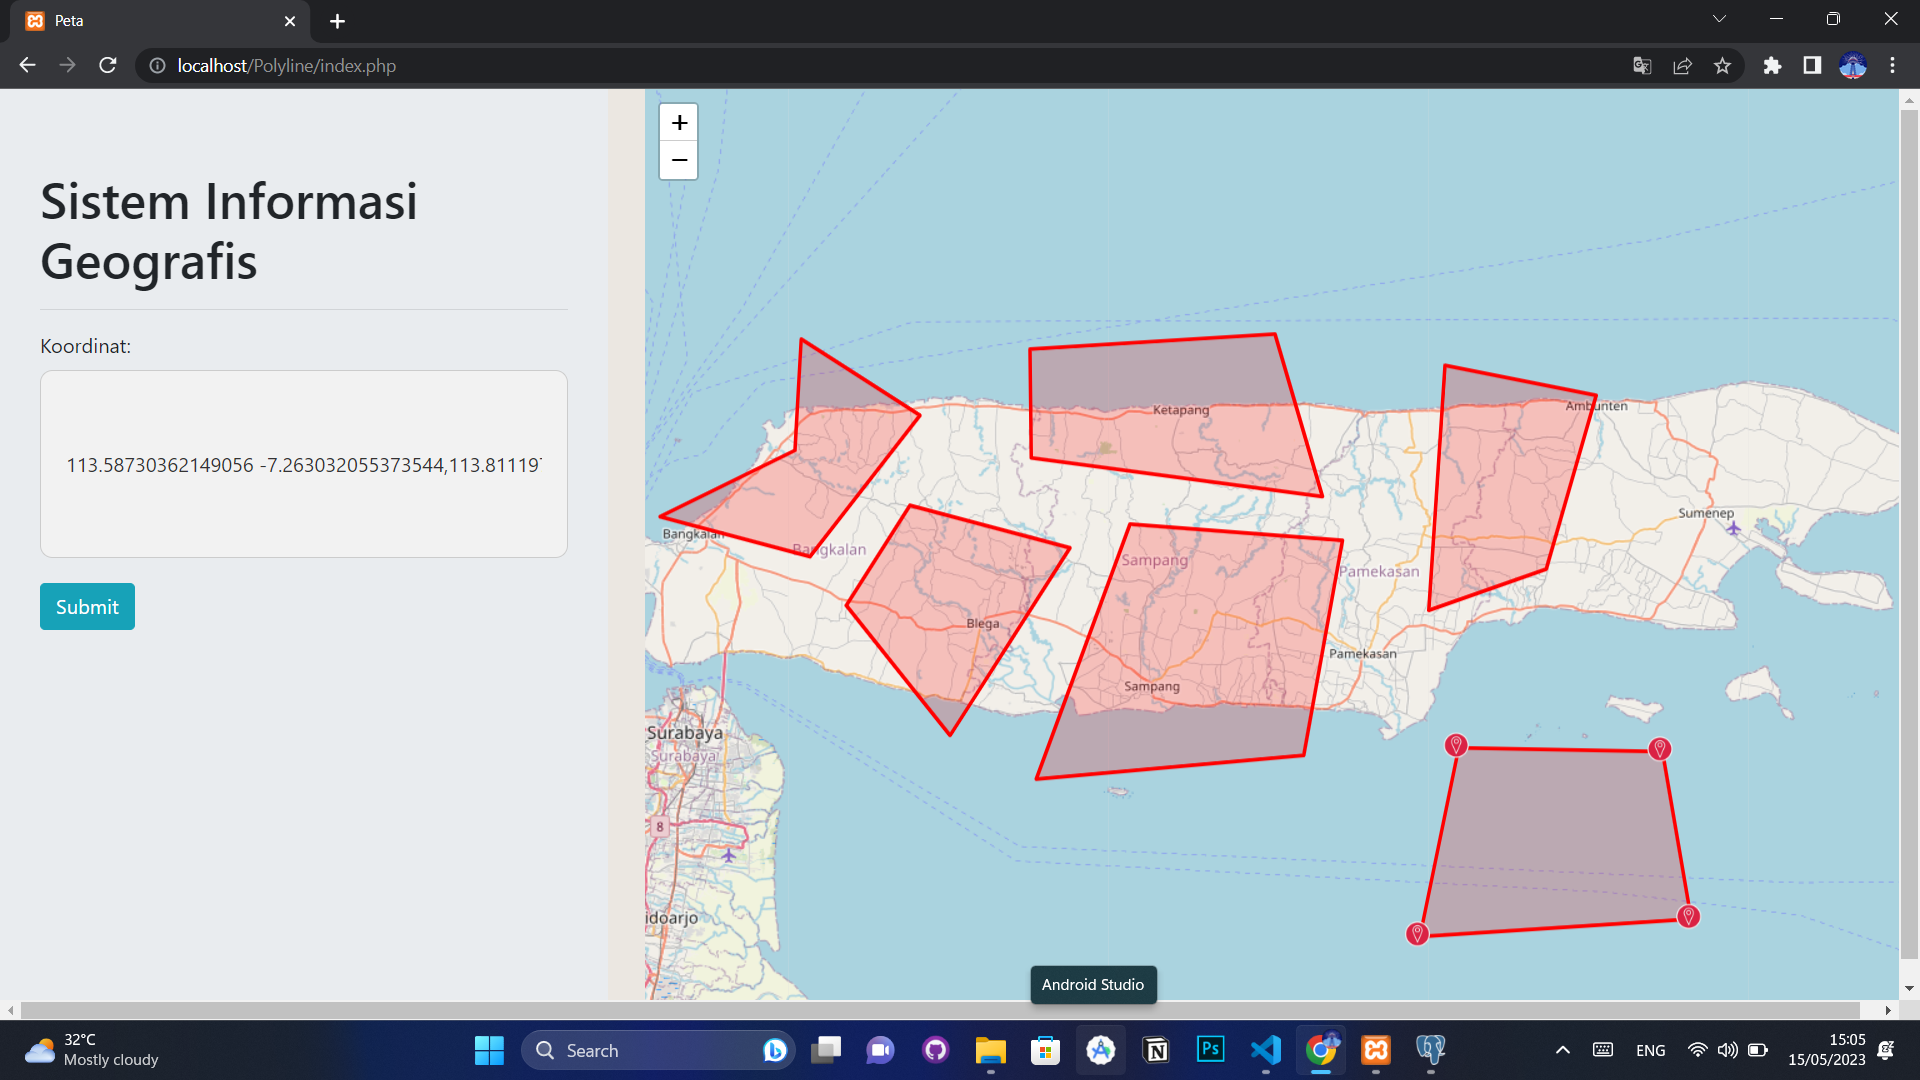 Peta
localhost/Polyline/index.php
Sistem Informasi
Geografis
Koordinat:
113.58730362149056 -7.263032055373544,113.81119
Submit
+
−
Ketapang
Ambunten
Sumenep
Bangkalan
Bangkalan
Sampang
Pamekasan
Blega
Pamekasan
Sampang
Surabaya
Surabaya
8
idoarjo
Android Studio
32°C
Mostly cloudy
Search
Ps
ENG
15:05
15/05/2023